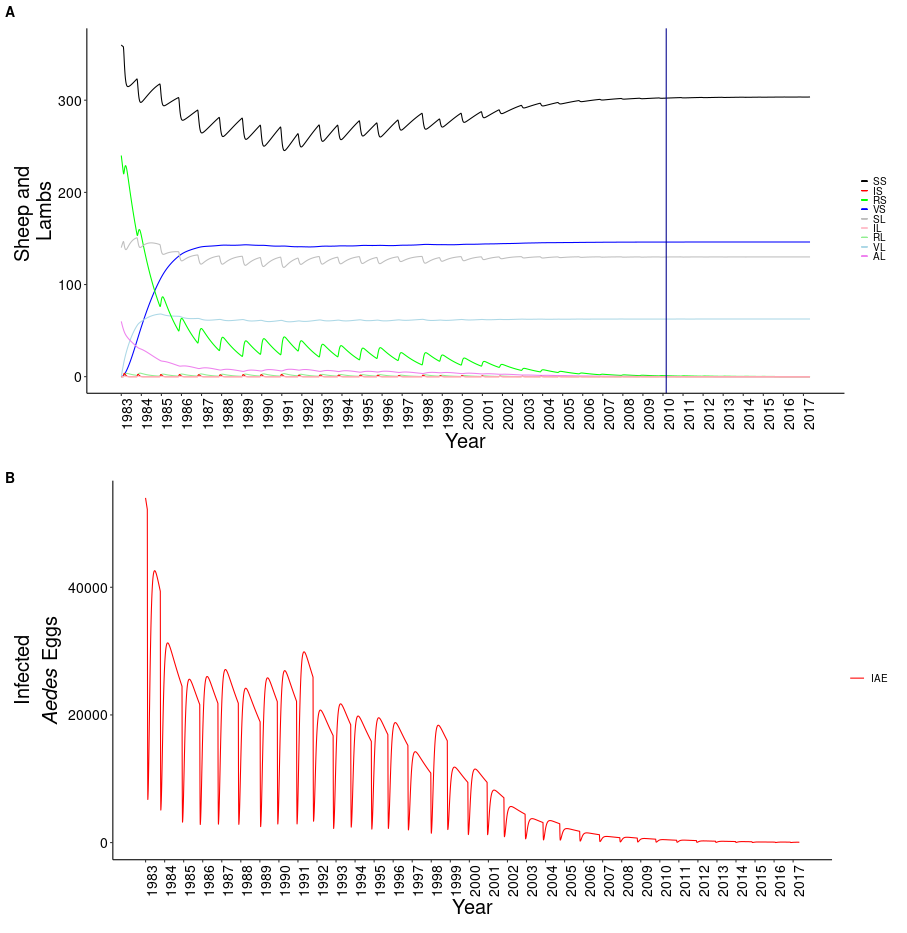 A
Sheep and
Lambs
300
200
100
0
1983 1984 1985 1986 1987 1988 1989 1990 1991 1992 1993 1994 1995 1996 1997 1998 1999 2000 2001 2002 2003 2004 2005 2006 2007 2008 2009 2010 2011 2012 2013 2014 2015 2016 2017
Year
SS
IS
RS
VS
SL
IL
RL
VL
AL
B
Infected
Aedes Eggs
40000
20000
0
1983 1984 1985 1986 1987 1988 1989 1990 1991 1992 1993 1994 1995 1996 1997 1998 1999 2000 2001 2002 2003 2004 2005 2006 2007 2008 2009 2010 2011 2012 2013 2014 2015 2016 2017
Year
IAE